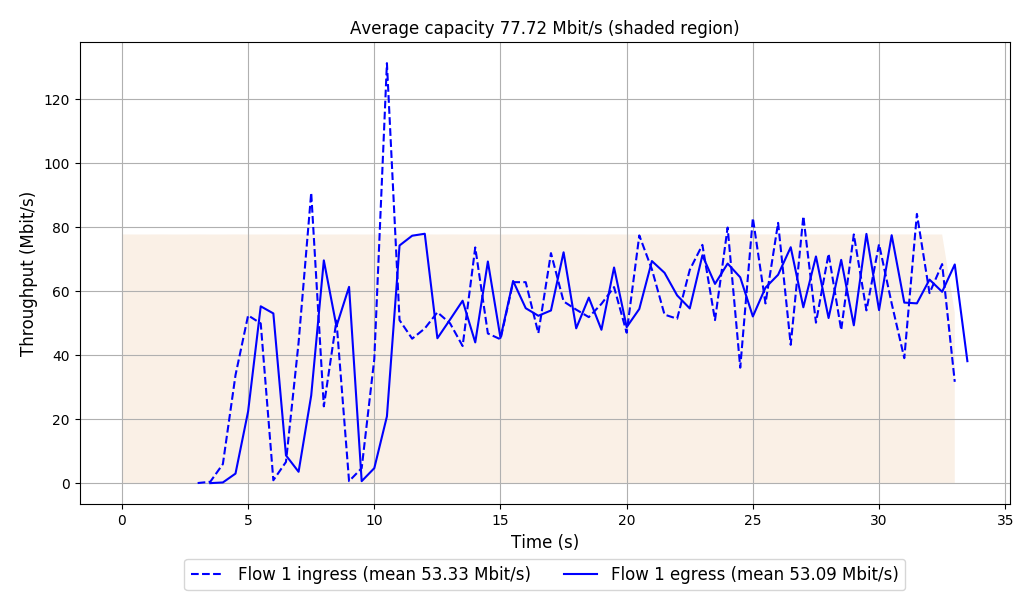 Average capacity 77.72 Mbit/s (shaded region)
Throughput (Mbit/s)
120
100
80
60
40
20
0
0 5 10 15 20 25 30 35
Time (s)
Flow 1 ingress (mean 53.33 Mbit/s) Flow 1 egress (mean 53.09 Mbit/s)